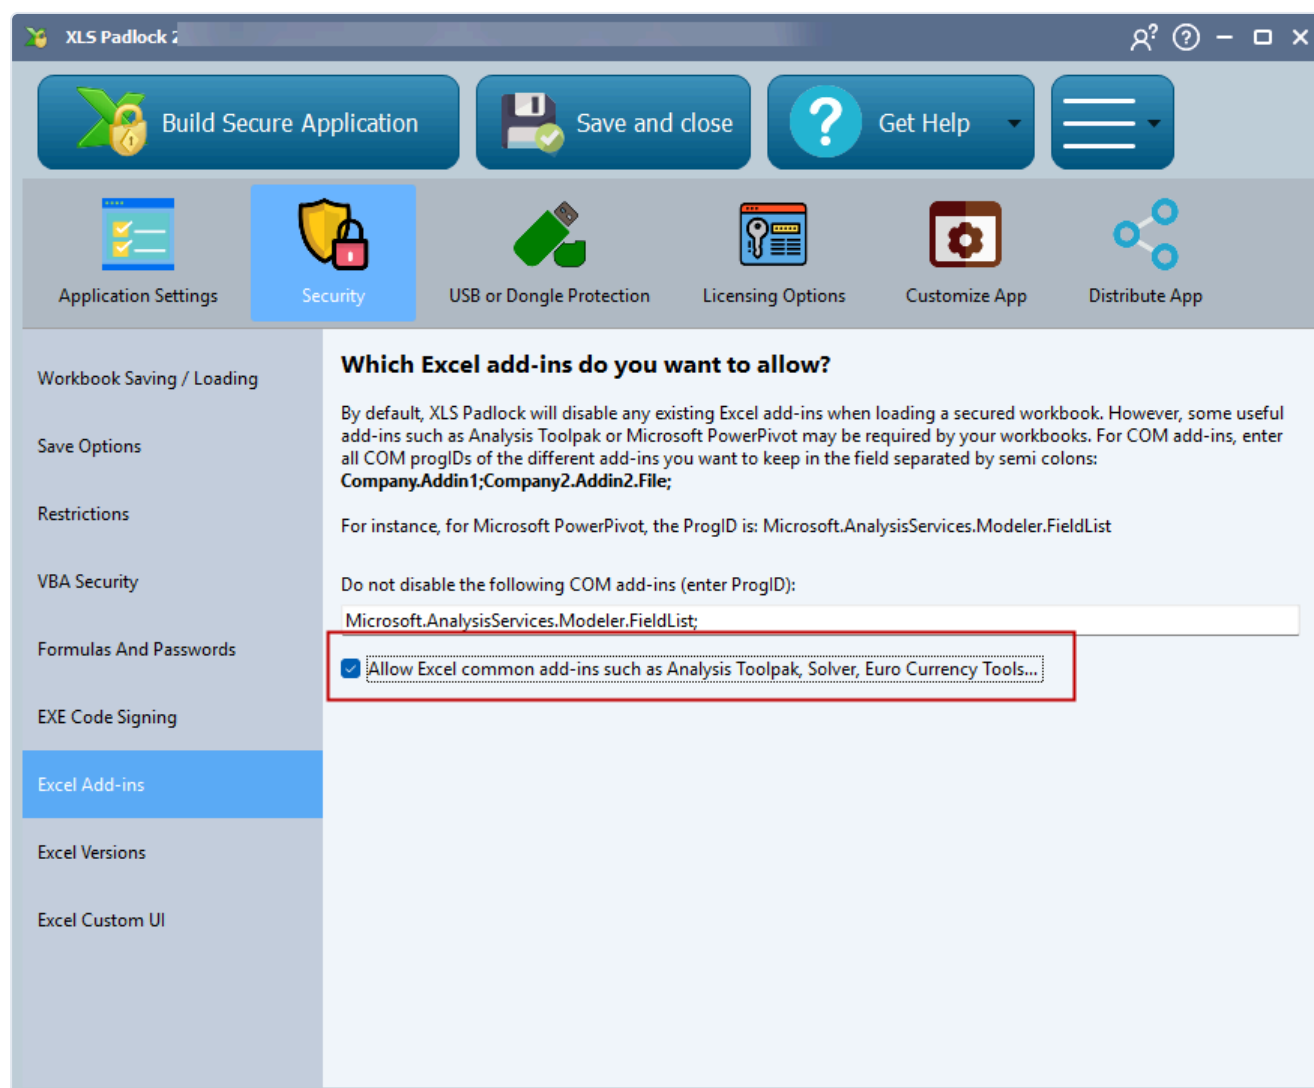 XLS Padlock 2
Build Secure Application
Save and close
Get Help
Application Settings
Security
USB or Dongle Protection
Licensing Options
Customize App
Distribute App
Workbook Saving / Loading
Save Options
Restrictions
VBA Security
Formulas And Passwords
EXE Code Signing
Excel Add-ins
Excel Versions
Excel Custom UI
Which Excel add-ins do you want to allow?
By default, XLS Padlock will disable any existing Excel add-ins when loading a secured workbook. However, some useful
add-ins such as Analysis Toolpak or Microsoft PowerPivot may be required by your workbooks. For COM add-ins, enter
all COM progIDs of the different add-ins you want to keep in the field separated by semi colons:
Company.Addin1;Company2.Addin2.File;
For instance, for Microsoft PowerPivot, the ProgID is: Microsoft.AnalysisServices.Modeler.FieldList
Do not disable the following COM add-ins (enter ProgID):
Microsoft.AnalysisServices.Modeler.FieldList;
Allow Excel common add-ins such as Analysis Toolpak, Solver, Euro Currency Tools...